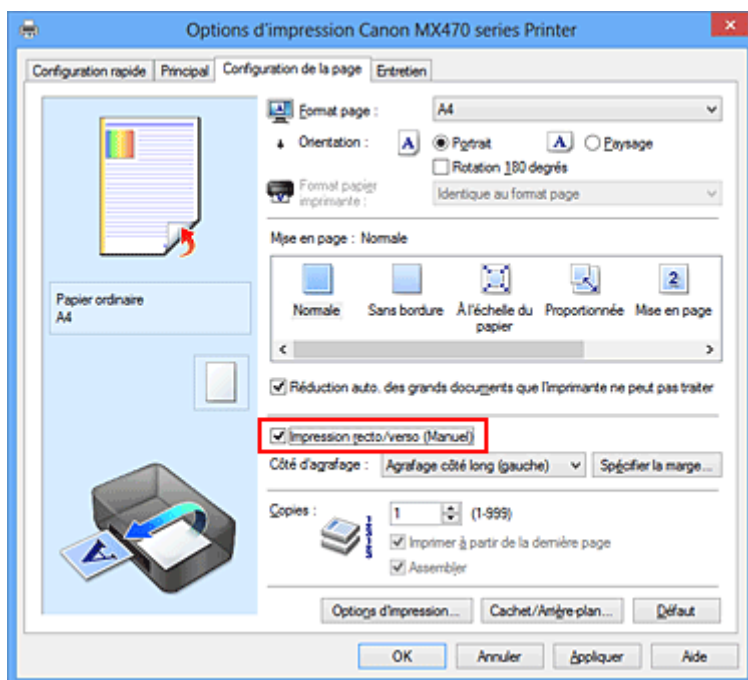 Options d'impression Canon MX470 series Printer
Configuration rapide Principal Configuration de la page Entretien
Format page : A4
Orientation : A Portrait A Paysage
Rotation 180 degrés
Format papier imprimante : Identique au format page
Mise en page : Normale
Papier ordinaire
A4
2
Normale Sans bordure À l'échelle du papier Proportionnée Mise en page
Réduction auto. des grands documents que l'imprimante ne peut pas traiter
Impression recto/verso (Manuel)
Côté d'agrafage : Agrafage côté long (gauche) Spécifier la marge...
Copies : 1 (1-999)
Imprimer à partir de la dernière page
Assembler
A
Options d'impression... Cachet/Arrière-plan... Défaut
OK Annuler Appliquer Aide